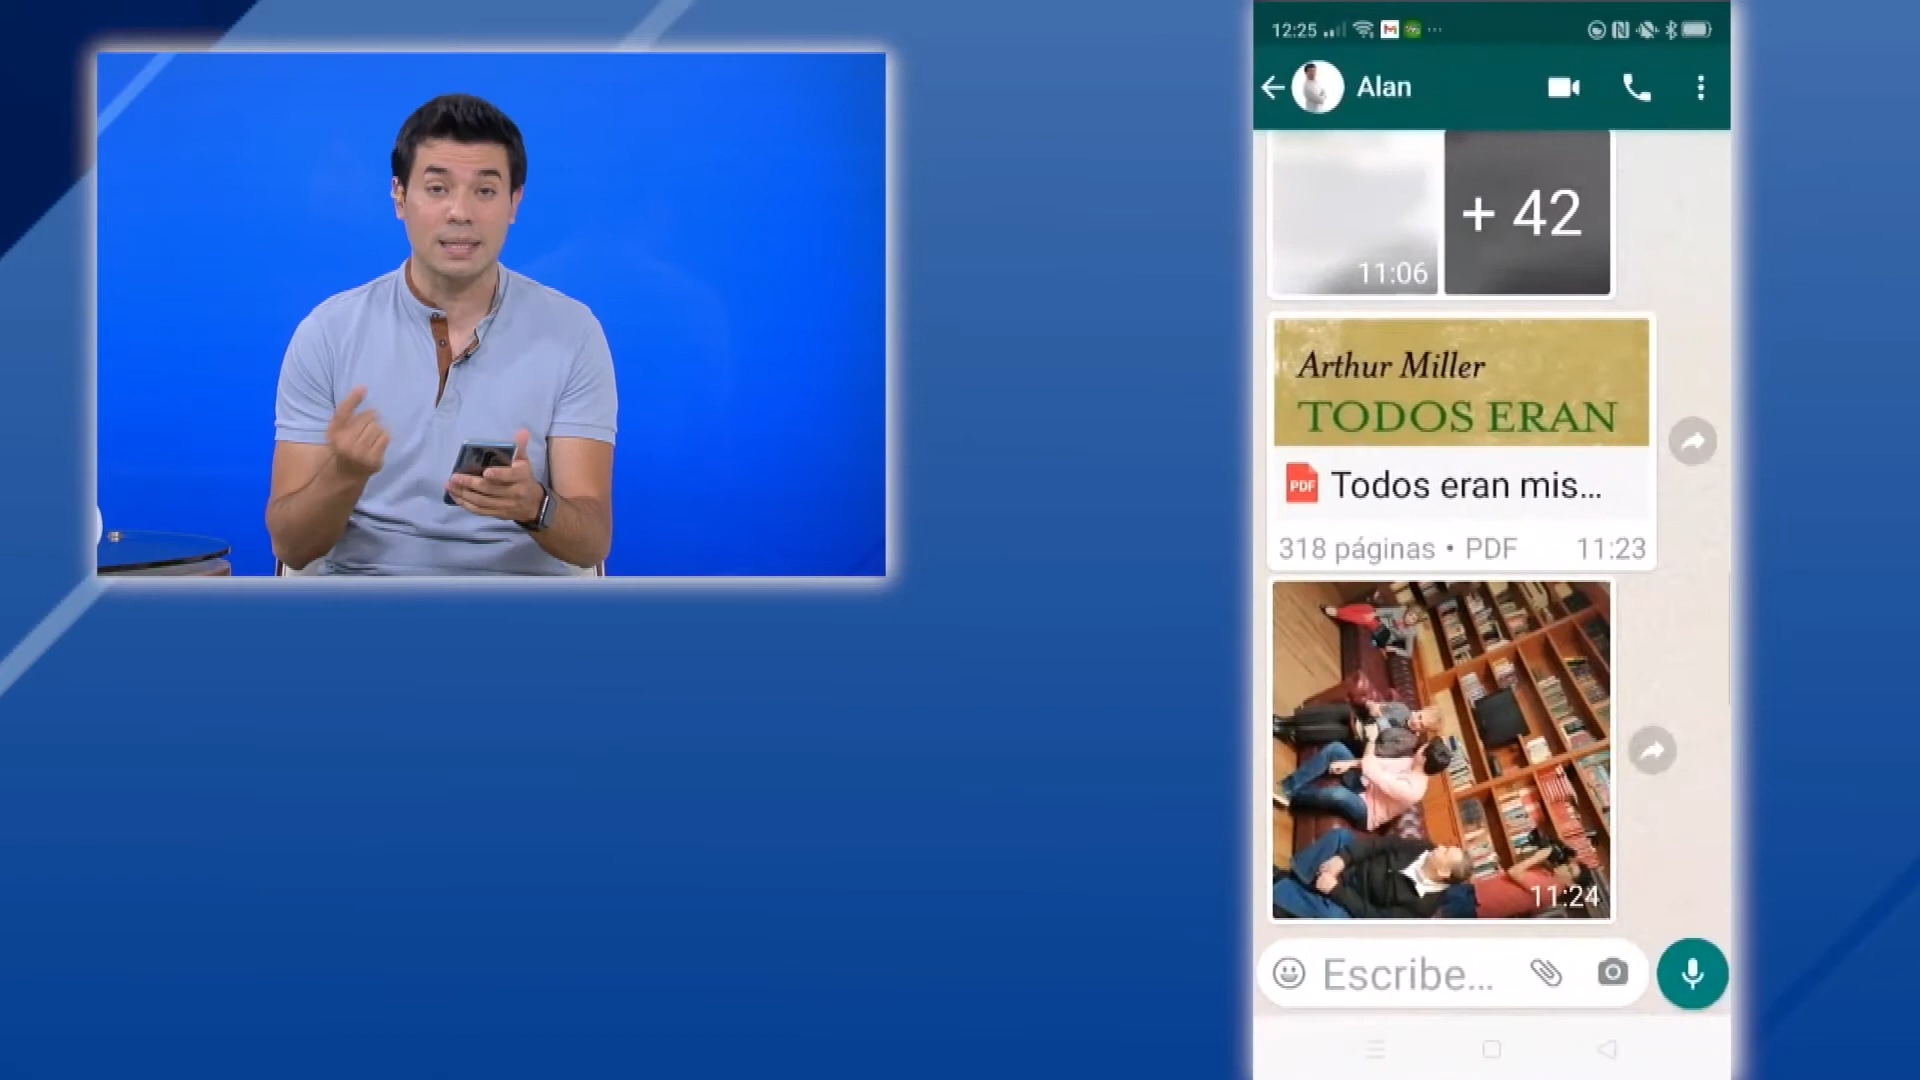 12:25
Alan
+ 42
11:06
Arthur Miller
TODOS ERAN
PDF
Todos eran mis...
318 páginas • PDF
11:23
11:24
Escribe...